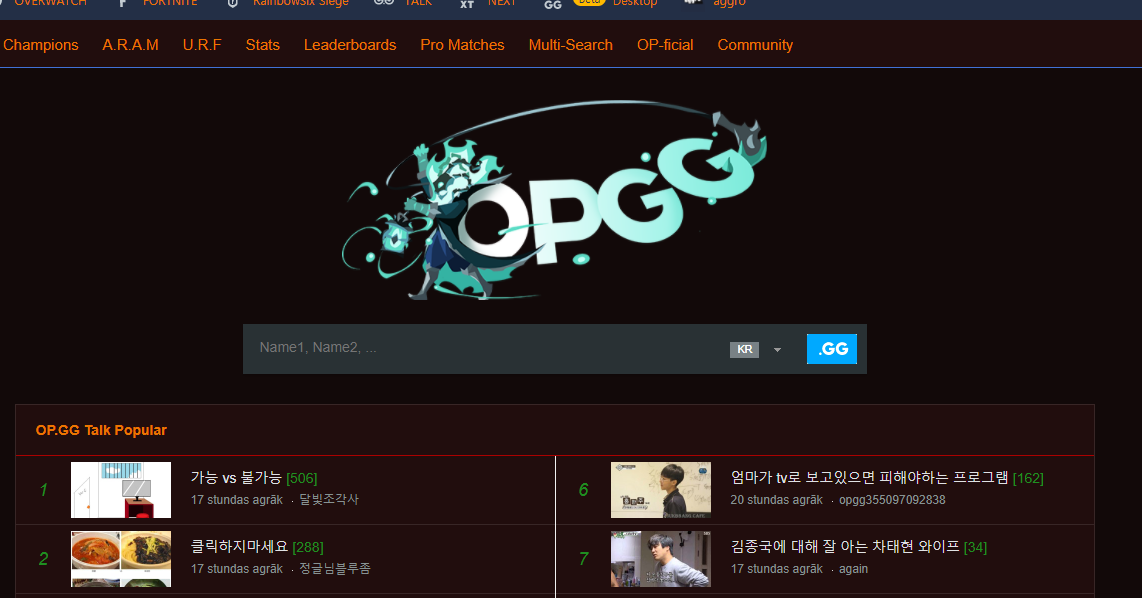 OVERWATCH FORTNITE RainbowSix Siege TALK XT NEXT GG beta Desktop aggro
Champions A.R.A.M U.R.F Stats Leaderboards Pro Matches Multi-Search OP-ficial Community
OP.GG
Name1, Name2, ... KR .GG
OP.GG Talk Popular
1 가능 vs 불가능 [506]
17 stundas agrāk · 달빛조각사
6 엄마가 tv로 보고있으면 피해야하는 프로그램 [162]
20 stundas agrāk · opgg355097092838
2 클릭하지마세요 [288]
17 stundas agrāk · 정글님블루좀
7 김종국에 대해 잘 아는 차태현 와이프 [34]
17 stundas agrāk · again